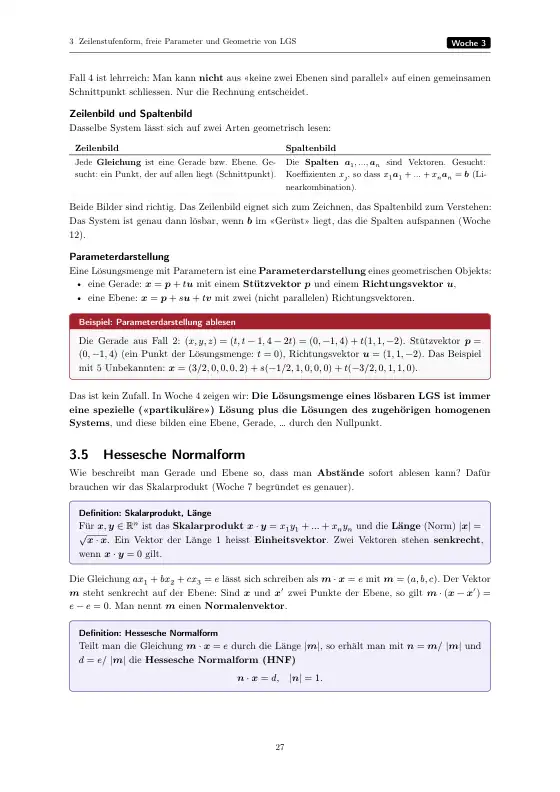 3 Zeilenstufenform, freie Parameter und Geometrie von LGS
Woche 3
Fall 4 ist lehrreich: Man kann nicht aus «keine zwei Ebenen sind parallel» auf einen gemeinsamen
Schnittpunkt schliessen. Nur die Rechnung entscheidet.
Zeilenbild und Spaltenbild
Dasselbe System lässt sich auf zwei Arten geometrisch lesen:
Zeilenbild
Jede Gleichung ist eine Gerade bzw. Ebene. Ge-
sucht: ein Punkt, der auf allen liegt (Schnittpunkt).
Spaltenbild
Die Spalten a₁, ..., aₙ sind Vektoren. Gesucht:
Koeffizienten xⱼ, so dass x₁a₁ + ... + xₙaₙ = b (Li-
nearkombination).
Beide Bilder sind richtig. Das Zeilenbild eignet sich zum Zeichnen, das Spaltenbild zum Verstehen:
Das System ist genau dann lösbar, wenn b im «Gerüst» liegt, das die Spalten aufspannen (Woche
12).
Parameterdarstellung
Eine Lösungsmenge mit Parametern ist eine Parameterdarstellung eines geometrischen Objekts:
• eine Gerade: x = p + tu mit einem Stützvektor p und einem Richtungsvektor u,
• eine Ebene: x = p + su + tv mit zwei (nicht parallelen) Richtungsvektoren.
Beispiel: Parameterdarstellung ablesen
Die Gerade aus Fall 2: (x, y, z) = (t, t − 1, 4 − 2t) = (0, −1, 4) + t(1, 1, −2). Stützvektor p =
(0, −1, 4) (ein Punkt der Lösungsmenge: t = 0), Richtungsvektor u = (1, 1, −2). Das Beispiel
mit 5 Unbekannten: x = (3/2, 0, 0, 0, 2) + s(−1/2, 1, 0, 0, 0) + t(−3/2, 0, 1, 1, 0).
Das ist kein Zufall. In Woche 4 zeigen wir: Die Lösungsmenge eines lösbaren LGS ist immer
eine spezielle («partikuläre») Lösung plus die Lösungen des zugehörigen homogenen
Systems, und diese bilden eine Ebene, Gerade, ... durch den Nullpunkt.
3.5 Hessesche Normalform
Wie beschreibt man Gerade und Ebene so, dass man Abstände sofort ablesen kann? Dafür
brauchen wir das Skalarprodukt (Woche 7 begründet es genauer).
Definition: Skalarprodukt, Länge
Für x, y ∈ ℝⁿ ist das Skalarprodukt x · y = x₁y₁ + ... + xₙyₙ und die Länge (Norm) |x| =
√x · x. Ein Vektor der Länge 1 heisst Einheitsvektor. Zwei Vektoren stehen senkrecht,
wenn x · y = 0 gilt.
Die Gleichung ax₁ + bx₂ + cx₃ = e lässt sich schreiben als m · x = e mit m = (a, b, c). Der Vektor
m steht senkrecht auf der Ebene: Sind x und x′ zwei Punkte der Ebene, so gilt m · (x − x′) =
e − e = 0. Man nennt m einen Normalenvektor.
Definition: Hessesche Normalform
Teilt man die Gleichung m · x = e durch die Länge |m|, so erhält man mit n = m/ |m| und
d = e/ |m| die Hessesche Normalform (HNF)
n · x = d, |n| = 1.
27